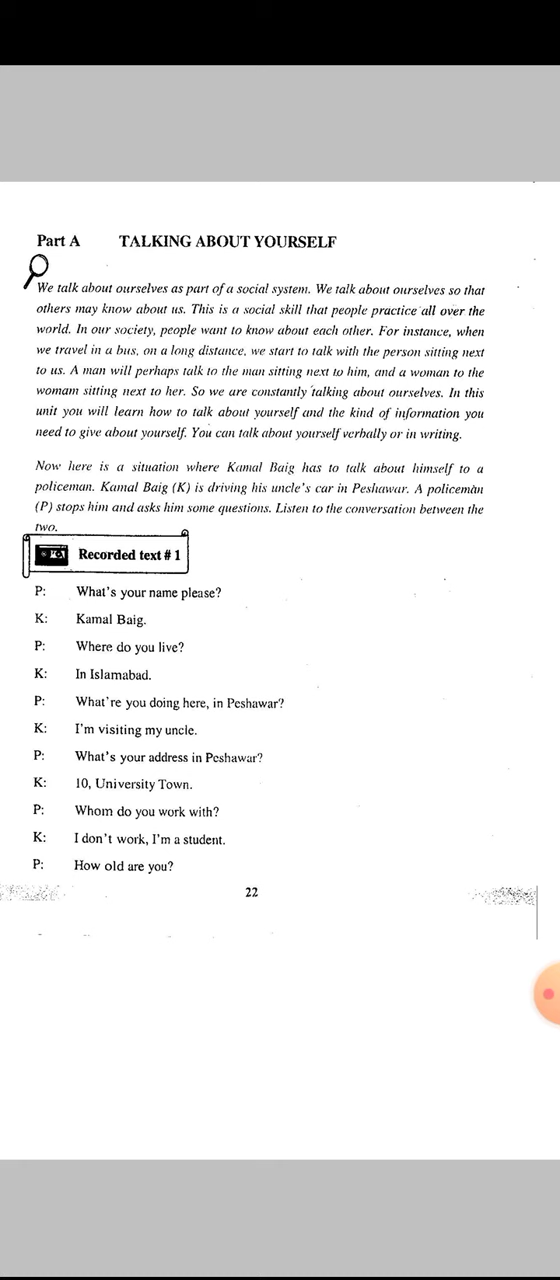 Part A TALKING ABOUT YOURSELF
We talk about ourselves as part of a social system. We talk about ourselves so that
others may know about us. This is a social skill that people practice all over the
world. In our society, people want to know about each other. For instance, when
we travel in a bus, on a long distance, we start to talk with the person sitting next
to us. A man will perhaps talk to the man sitting next to him, and a woman to the
womam sitting next to her. So we are constantly talking about ourselves. In this
unit you will learn how to talk about yourself and the kind of information you
need to give about yourself. You can talk about yourself verbally or in writing.
Now here is a situation where Kamal Baig has to talk about himself to a
policeman. Kamal Baig (K) is driving his uncle's car in Peshawar. A policemàn
(P) stops him and asks him some questions. Listen to the conversation between the
two.
Recorded text # 1
P: What's your name please?
K: Kamal Baig.
P: Where do you live?
K: In Islamabad.
P: What're you doing here, in Peshawar?
K: I'm visiting my uncle.
P: What's your address in Peshawar?
K: 10, University Town.
P: Whom do you work with?
K: I don't work, I'm a student.
P: How old are you?
22